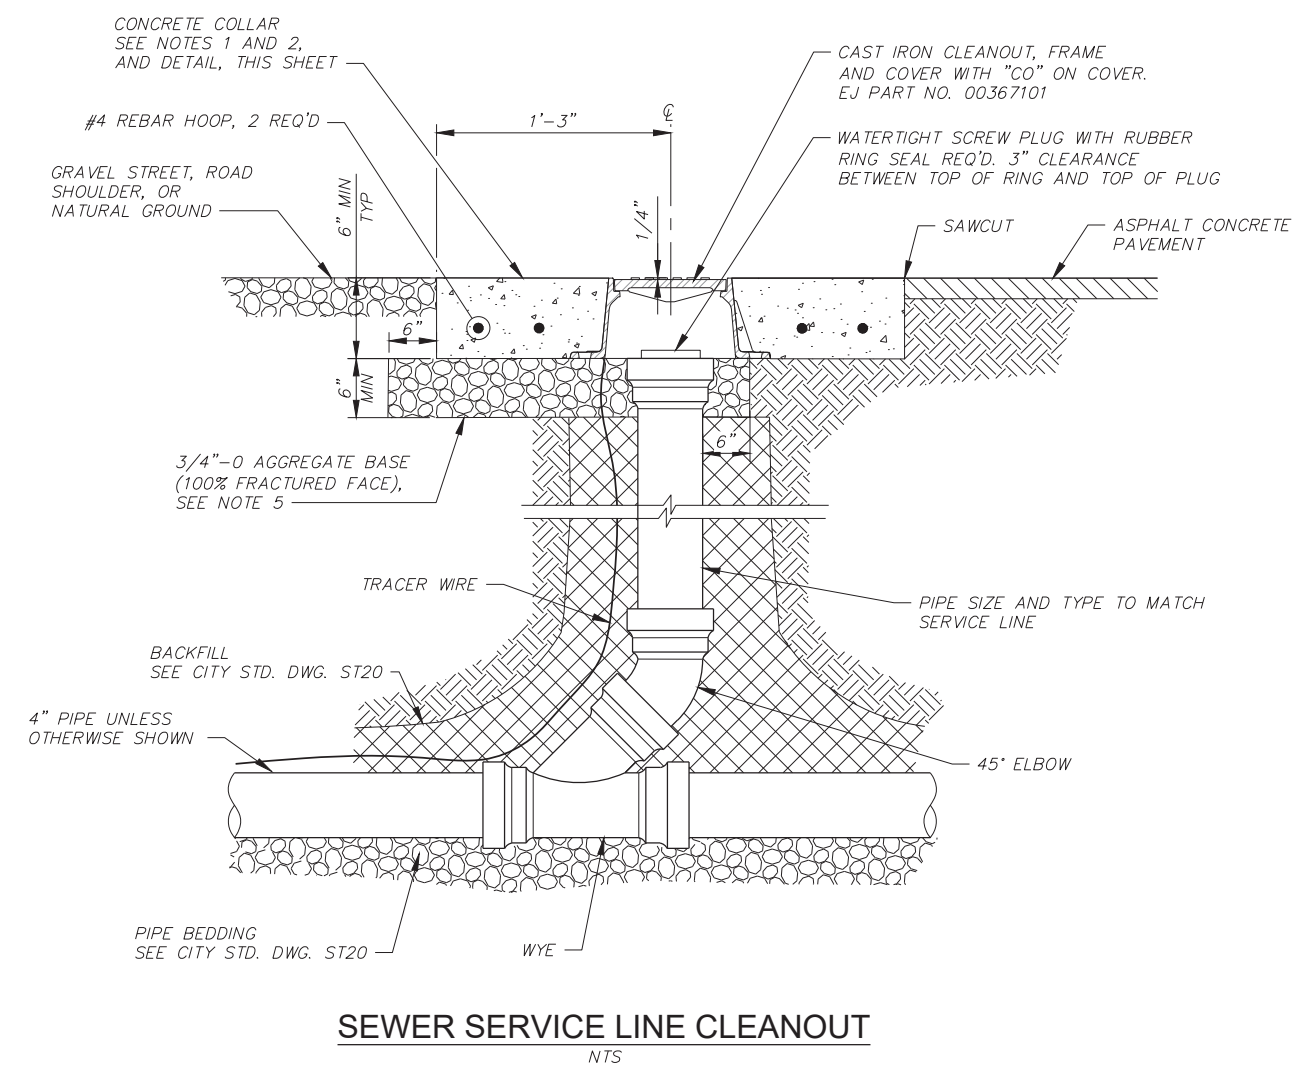 CONCRETE COLLAR
SEE NOTES 1 AND 2,
AND DETAIL, THIS SHEET
CAST IRON CLEANOUT, FRAME
AND COVER WITH "CO" ON COVER.
EJ PART NO. 00367101
#4 REBAR HOOP, 2 REQ'D
1'-3"
℄
WATERTIGHT SCREW PLUG WITH RUBBER
RING SEAL REQ'D. 3" CLEARANCE
BETWEEN TOP OF RING AND TOP OF PLUG
GRAVEL STREET, ROAD
SHOULDER, OR
NATURAL GROUND
6" MIN
TYP
1/4"
SAWCUT
ASPHALT CONCRETE
PAVEMENT
6"
6"
MIN
6"
3/4"-0 AGGREGATE BASE
(100% FRACTURED FACE),
SEE NOTE 5
TRACER WIRE
PIPE SIZE AND TYPE TO MATCH
SERVICE LINE
BACKFILL
SEE CITY STD. DWG. ST20
4" PIPE UNLESS
OTHERWISE SHOWN
45° ELBOW
PIPE BEDDING
SEE CITY STD. DWG. ST20
WYE
SEWER SERVICE LINE CLEANOUT
NTS